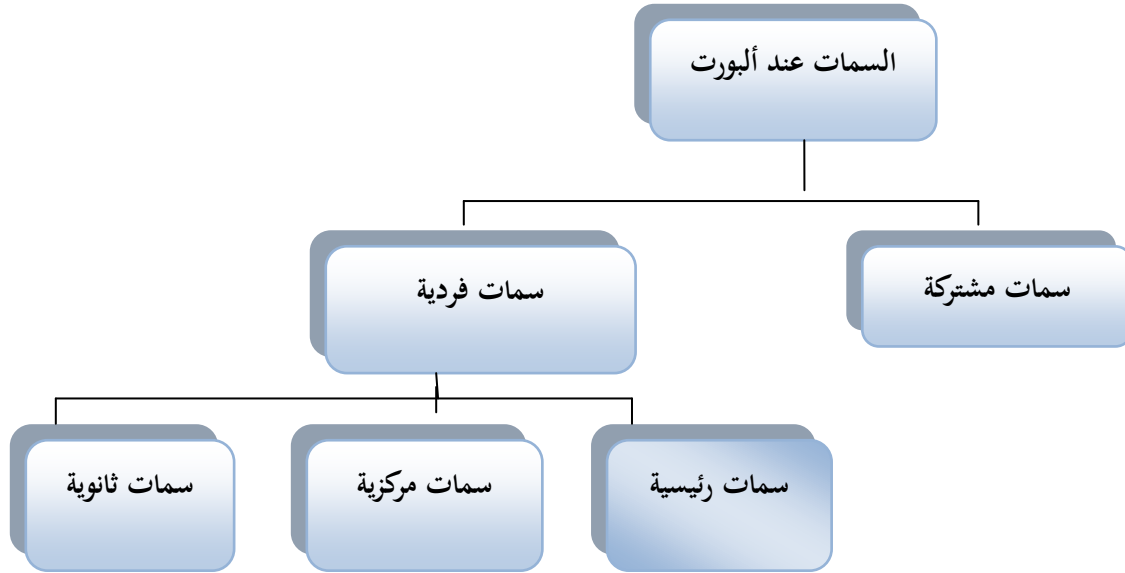 السمات عند ألبورت
سمات مشتركة
سمات فردية
سمات رئيسية
سمات مركزية
سمات ثانوية